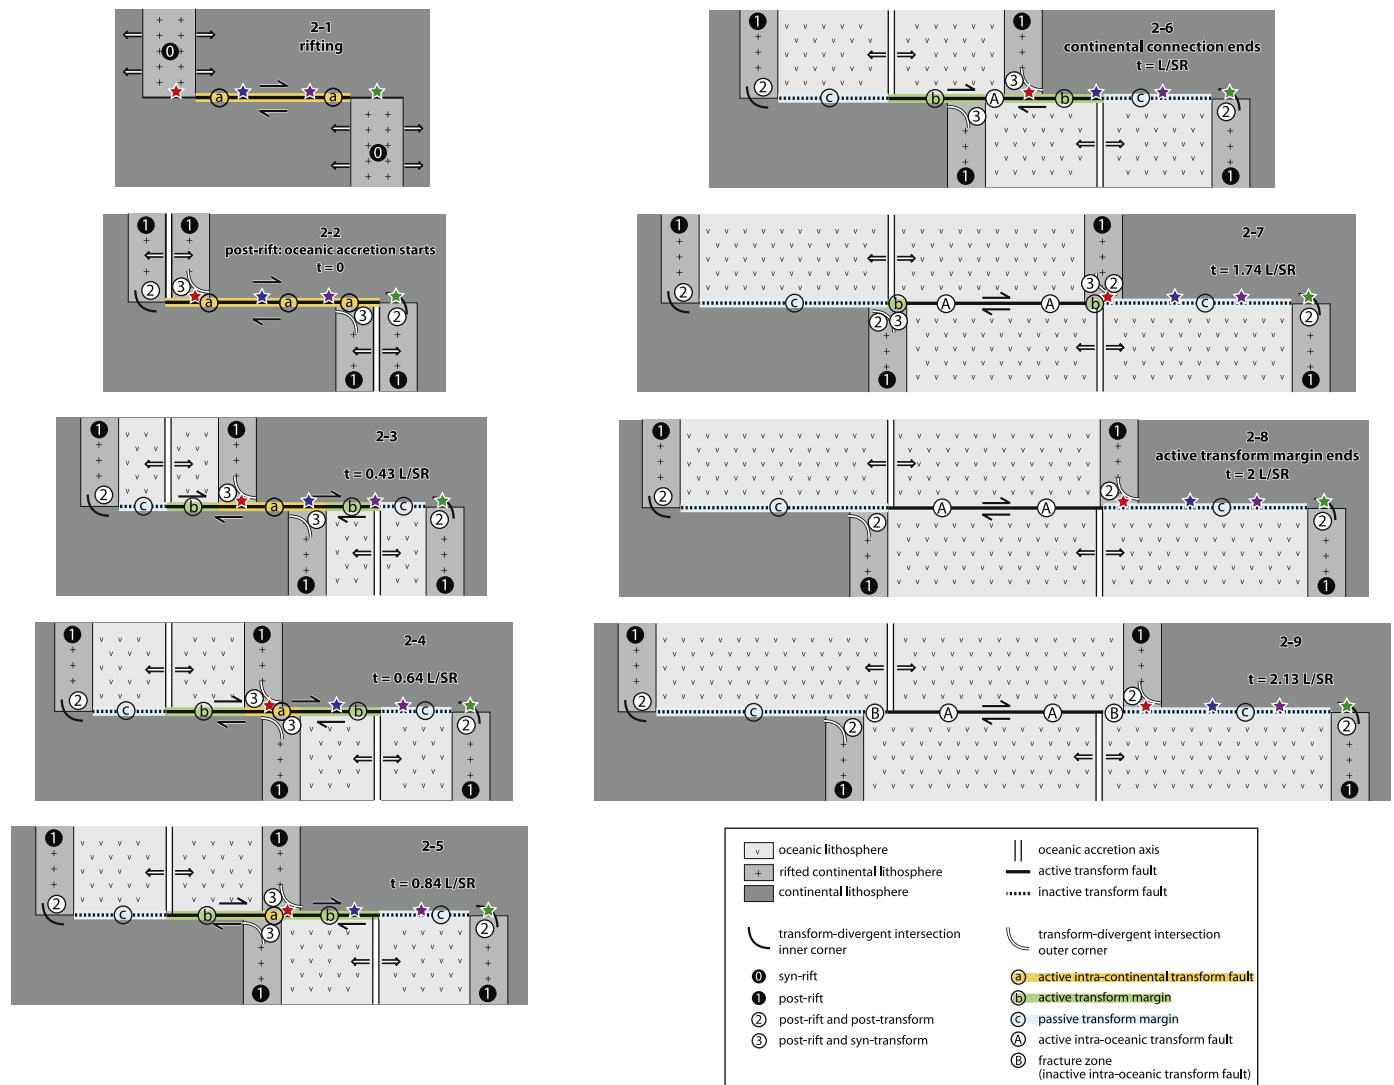 2-1
rifting
0
a
a
0
1
1
2-2
post-rift: oceanic accretion starts
t = 0
2
3
a
a
a
3
2
1
1
1
1
2-3
t = 0.43 L/SR
2
3
c
b
a
b
c
2
3
1
1
1
1
2-4
t = 0.64 L/SR
2
3
c
b
a
b
c
3
2
1
1
1
1
2-5
t = 0.84 L/SR
3
2
c
b
a
b
c
3
2
1
1
1
1
2-6
continental connection ends
t = L/SR
2
3
c
b
A
b
c
3
2
1
1
1
1
2-7
t = 1.74 L/SR
3
2
2
c
b
A
A
b
c
2
3
2
1
1
1
1
2-8
active transform margin ends
t = 2 L/SR
2
2
c
A
A
c
2
2
1
1
1
1
2-9
t = 2.13 L/SR
2
2
c
B
A
A
B
c
2
2
1
1
v oceanic lithosphere
+ rifted continental lithosphere
continental lithosphere
transform-divergent intersection
inner corner
0 syn-rift
1 post-rift
2 post-rift and post-transform
3 post-rift and syn-transform
oceanic accretion axis
active transform fault
inactive transform fault
transform-divergent intersection
outer corner
a active intra-continental transform fault
b active transform margin
c passive transform margin
A active intra-oceanic transform fault
B fracture zone
(inactive intra-oceanic transform fault)